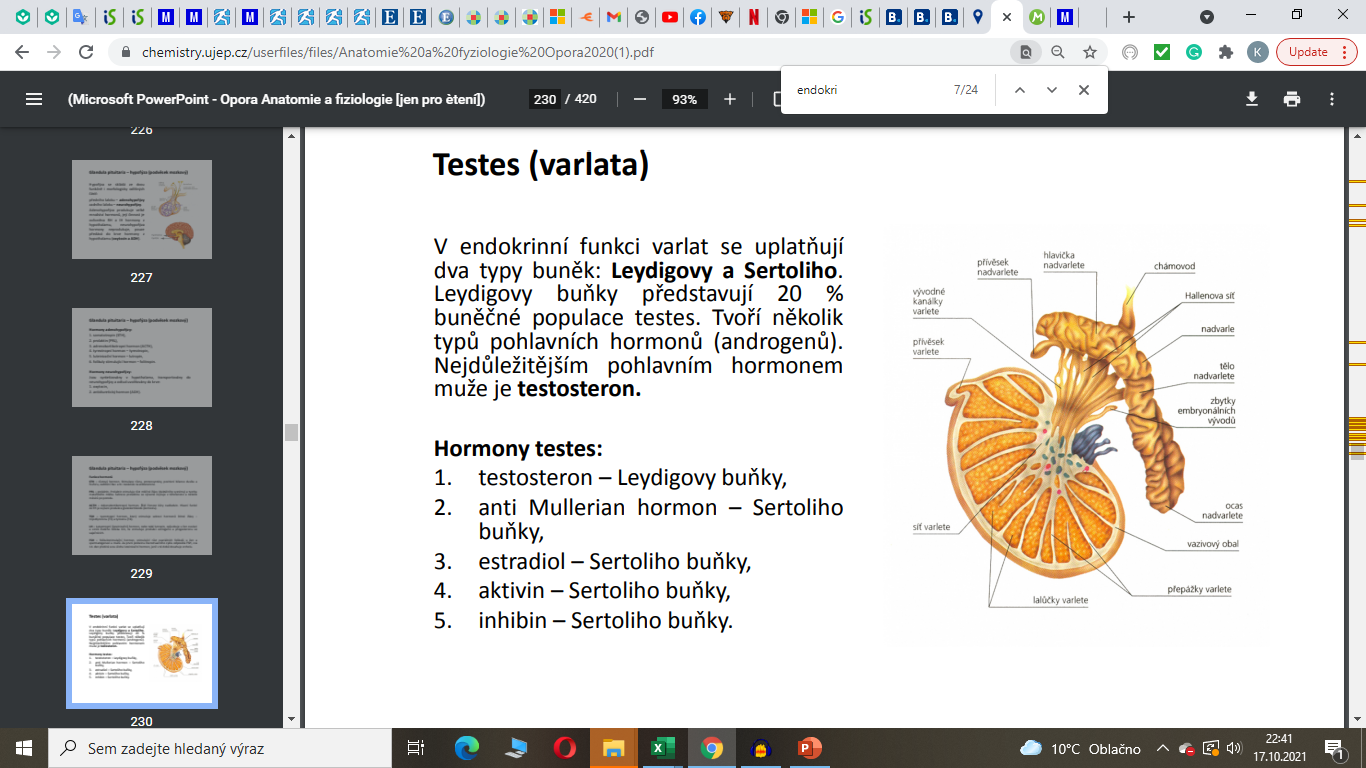 chemistry.ujep.cz/userfiles/files/Anatomie%20a%20fyziologie%20Opora2020(1).pdf
K
Update
(Microsoft PowerPoint - Opora Anatomie a fiziologie [jen pro ètení])
230 / 420
93%
endokri
7/24
226
227
228
229
230
Testes (varlata)
V endokrinní funkci varlat se uplatňují
dva typy buněk: Leydigovy a Sertoliho.
Leydigovy buňky představují 20 %
buněčné populace testes. Tvoří několik
typů pohlavních hormonů (androgenů).
Nejdůležitějším pohlavním hormonem
muže je testosteron.
Hormony testes:
1. testosteron – Leydigovy buňky,
2. anti Mullerian hormon – Sertoliho
buňky,
3. estradiol – Sertoliho buňky,
4. aktivin – Sertoliho buňky,
5. inhibin – Sertoliho buňky.
přívěsek
nadvarlete
hlavička
nadvarlete
chámovod
vývodné
kanálky
varlete
Hallenova síť
nadvarle
přívěsek
varlete
tělo
nadvarlete
zbytky
embryonálních
vývodů
ocas
nadvarlete
síť varlete
vazivový obal
přepážky varlete
lalůčky varlete
Sem zadejte hledaný výraz
10°C Oblačno
22:41
17.10.2021
1